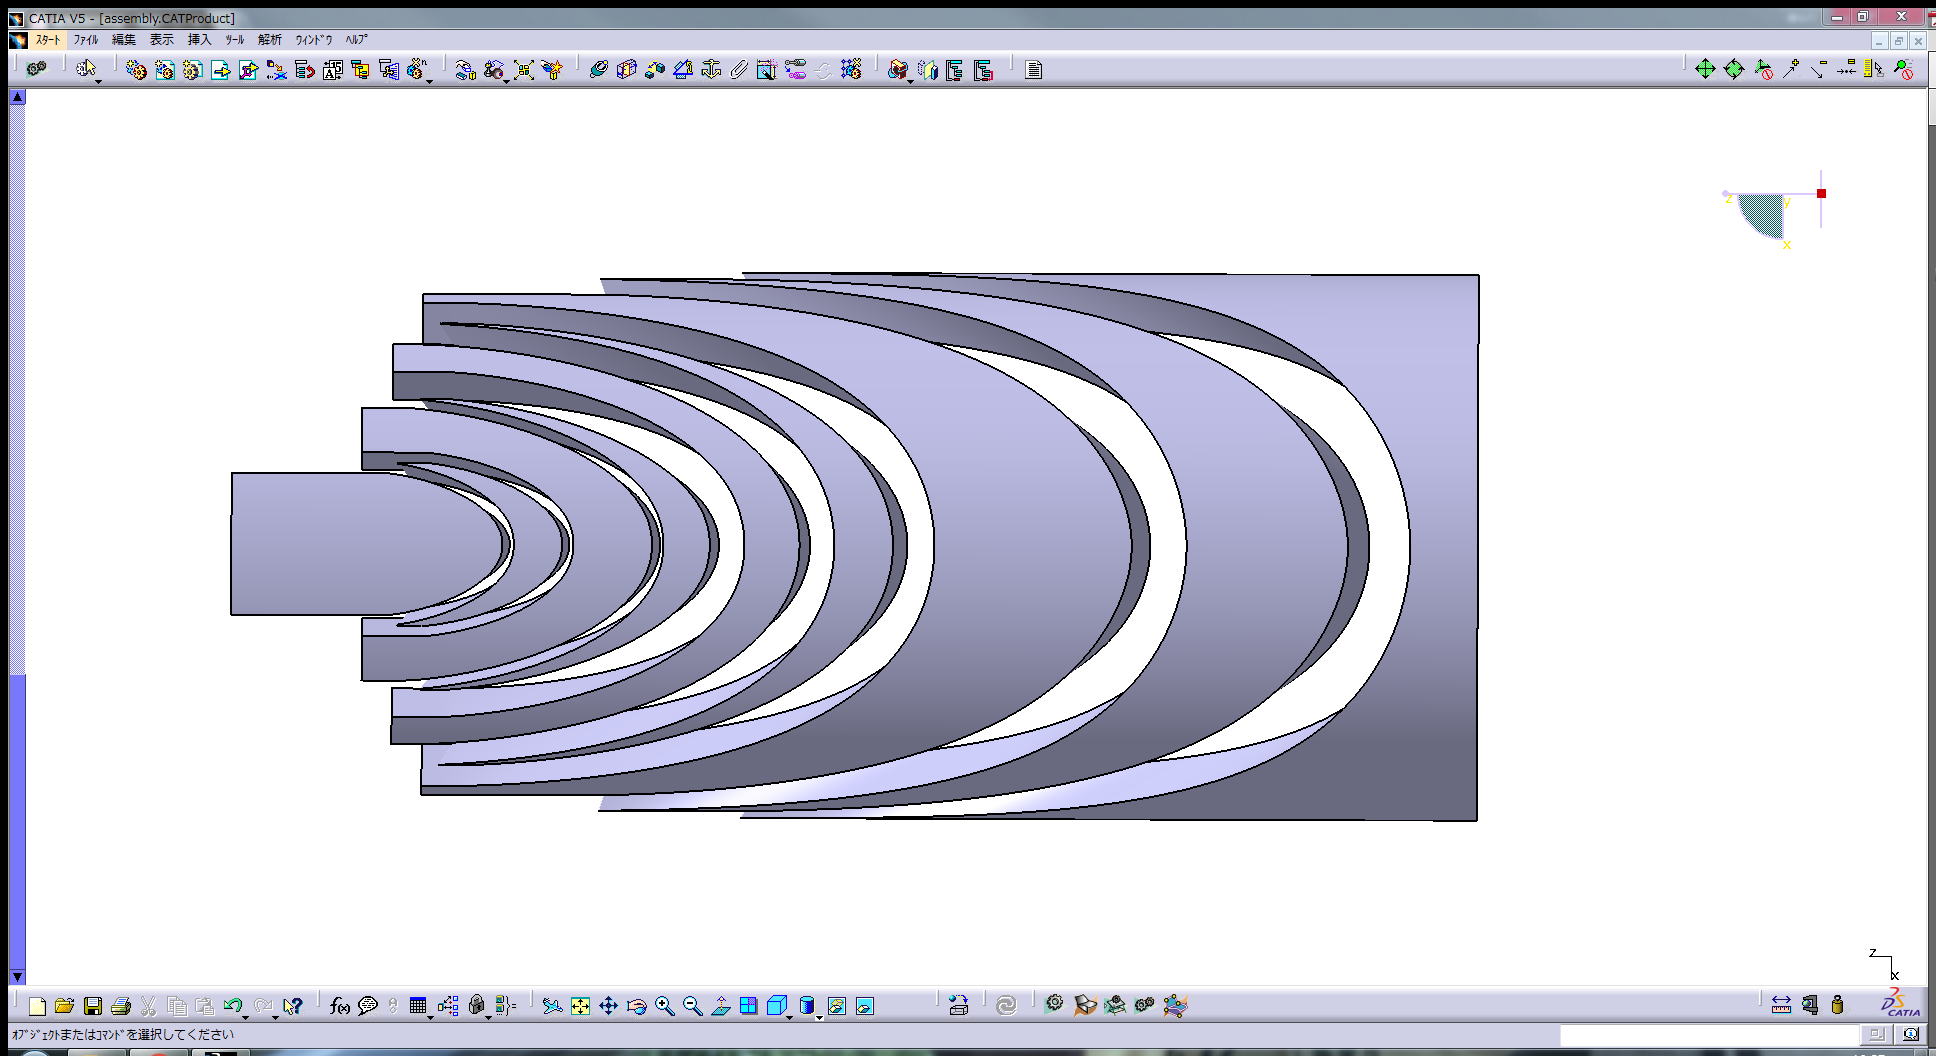 CATIA V5 - [assembly.CATProduct]
ｽﾀｰﾄ ﾌｧｲﾙ 編集 表示 挿入 ﾂｰﾙ 解析 ｳｨﾝﾄﾞｳ ﾍﾙﾌﾟ
z y
x
z
x
f(x)
CATIA
ｵﾌﾞｼﾞｪｸﾄまたはｺﾏﾝﾄﾞを選択してください